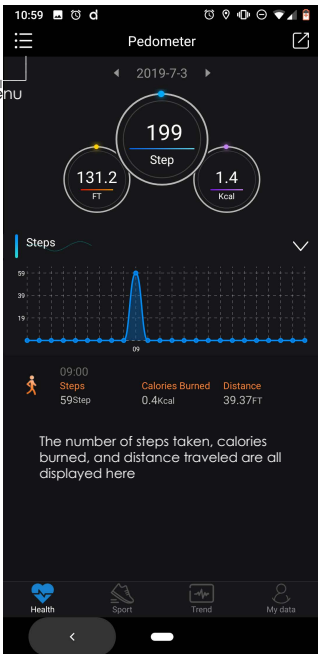 10:59 d
Pedometer
enu
2019-7-3
199
Step
131.2
FT
1.4
Kcal
Steps
59
39
19
09
09:00
Steps Calories Burned Distance
59Step 0.4Kcal 39.37FT
The number of steps taken, calories
burned, and distance traveled are all
displayed here
Health Sport Trend My data